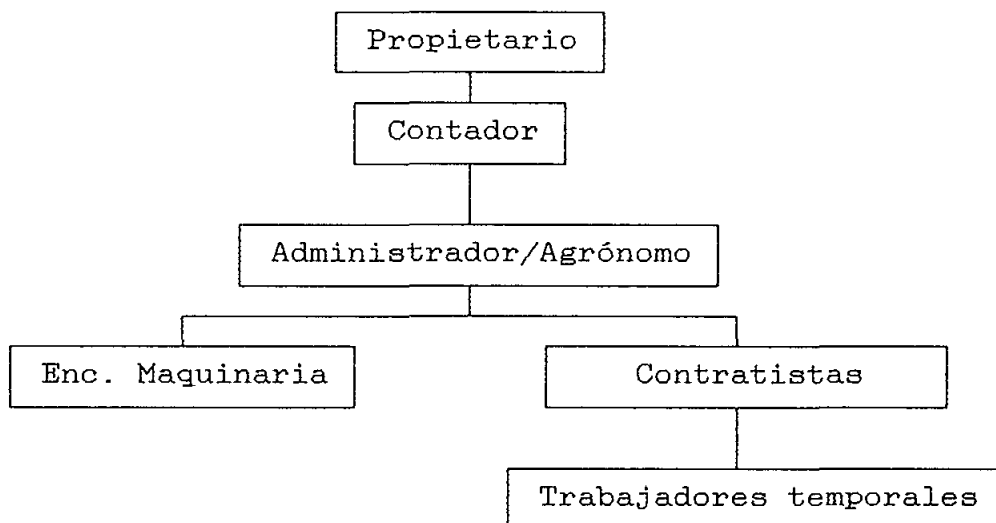 Propietario
Contador
Administrador/Agrónomo
Enc. Maquinaria
Contratistas
Trabajadores temporales